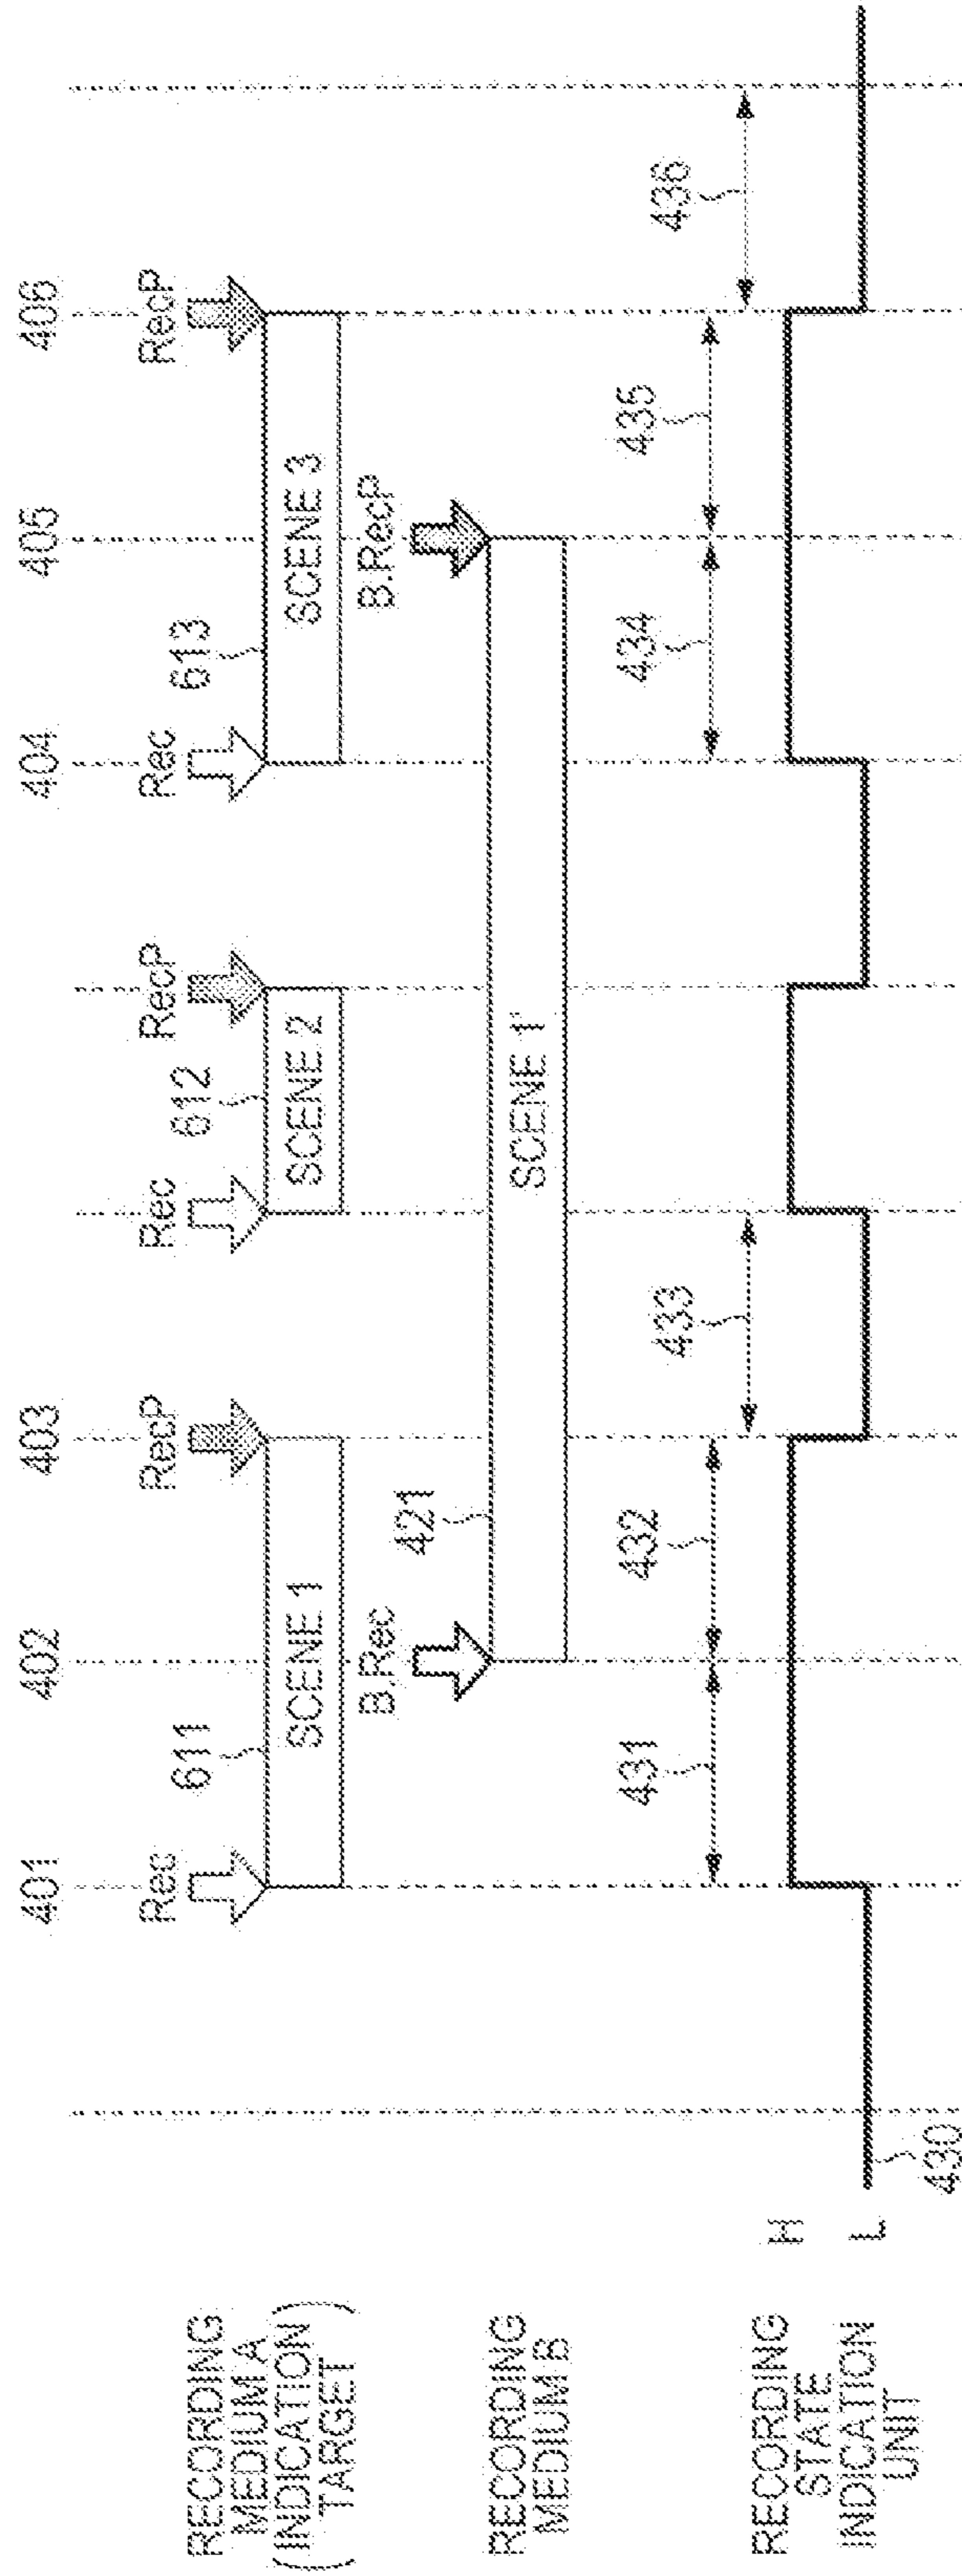 401
402
403
404
405
406
Rec
RecP
Rec
RecP
Rec
RecP
RECORDING
MEDIUM A
(INDICATION
TARGET)
611
SCENE 1
612
SCENE 2
613
SCENE 3
B.Rec
B.RecP
RECORDING
MEDIUM B
421
SCENE 1'
431
432
433
434
435
436
RECORDING
STATE
INDICATION
UNIT
H
L
430